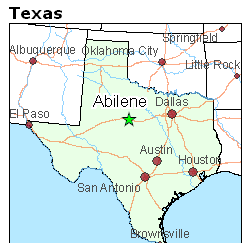 Texas
Springfield
Albuquerque
Oklahoma City
Little Rock
Abilene
Dallas
El Paso
Austin
Houston
San Antonio
Brownsville